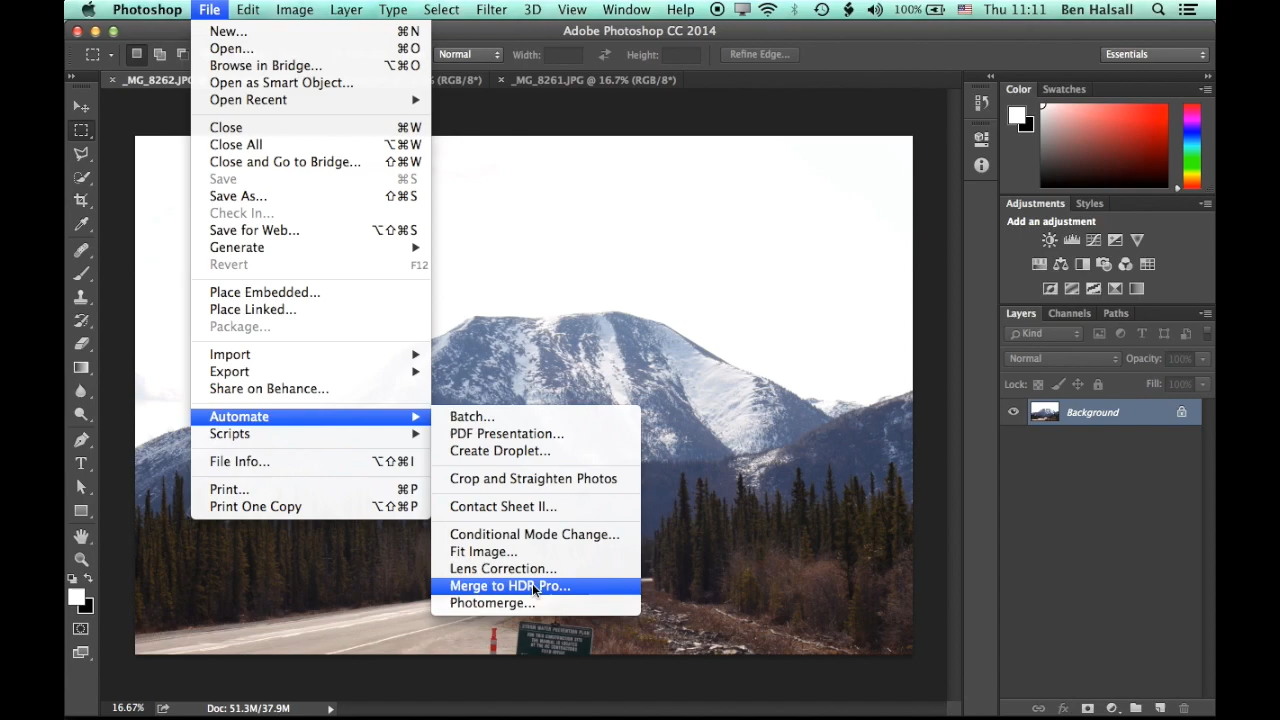 Photoshop File Edit Image Layer Type Select Filter 3D View Window Help 100% Thu 11:11 Ben Halsall
Adobe Photoshop CC 2014
Normal Width: Height: Refine Edge... Essentials
× _MG_8262.JPG (RGB/8*) × _MG_8261.JPG @ 16.7% (RGB/8*)
New... ⌘N
Open... ⌘O
Browse in Bridge... ⌥⌘O
Open as Smart Object...
Open Recent
Close ⌘W
Close All ⌥⌘W
Close and Go to Bridge... ⇧⌘W
Save ⌘S
Save As... ⇧⌘S
Check In...
Save for Web... ⌥⇧⌘S
Generate
Revert F12
Place Embedded...
Place Linked...
Package...
Import
Export
Share on Behance...
Automate
Scripts
File Info... ⌥⇧⌘I
Print... ⌘P
Print One Copy ⌥⇧⌘P
Batch...
PDF Presentation...
Create Droplet...
Crop and Straighten Photos
Contact Sheet II...
Conditional Mode Change...
Fit Image...
Lens Correction...
Merge to HDR Pro...
Photomerge...
Color Swatches
Adjustments Styles
Add an adjustment
Layers Channels Paths
Kind
Normal Opacity: 100%
Lock: Fill: 100%
Background
16.67% Doc: 51.3M/37.9M